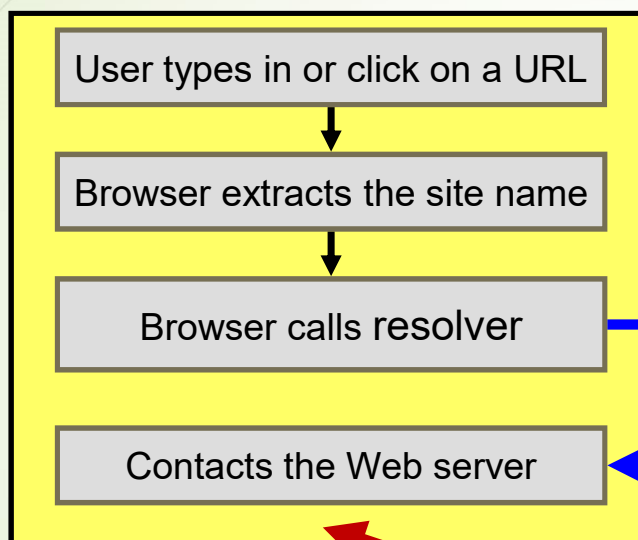 User types in or click on a URL
Browser extracts the site name
Browser calls resolver
Contacts the Web server